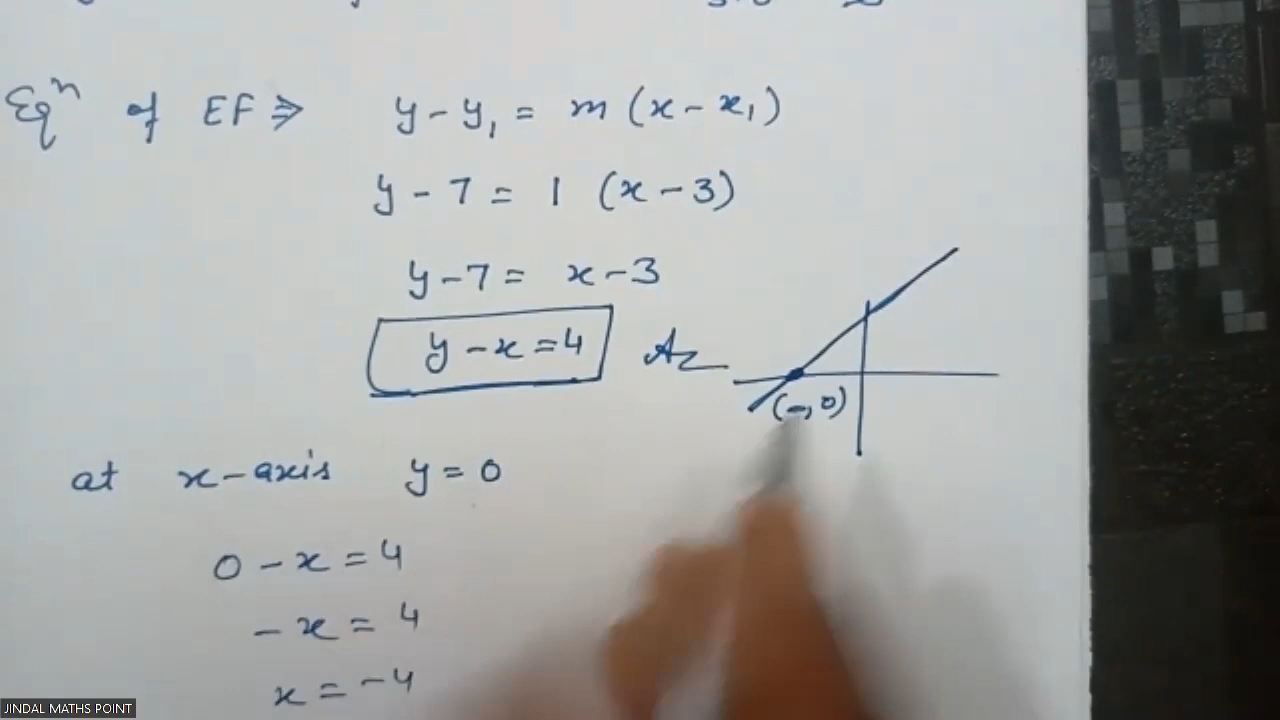 Eqⁿ of EF ⇒ y - y₁ = m (x - x₁)
y - 7 = 1 (x - 3)
y - 7 = x - 3
y - x = 4
(-, 0)
at x-axis y = 0
0 - x = 4
- x = 4
x = -4
JINDAL MATHS POINT